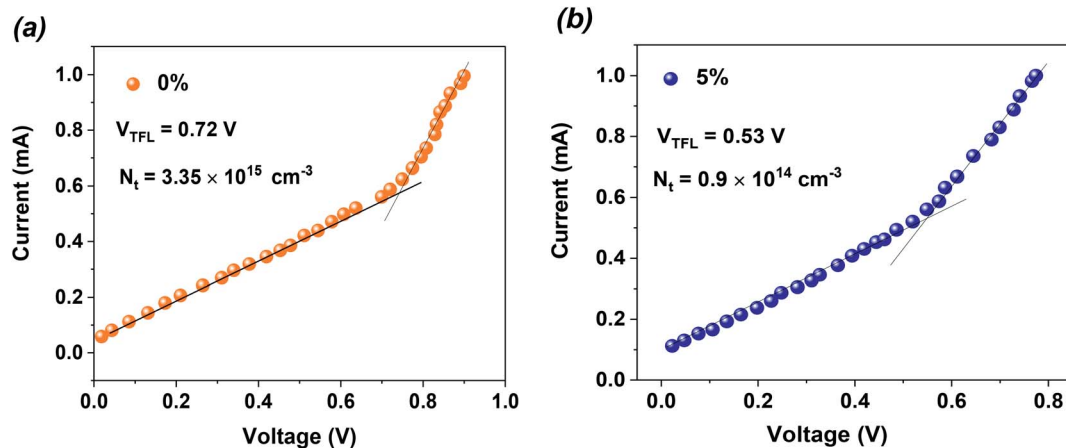 (a)
0%
V_TFL = 0.72 V
N_t = 3.35 × 10^15 cm^-3
Current (mA)
1.0
0.8
0.6
0.4
0.2
0.0
0.0 0.2 0.4 0.6 0.8 1.0
Voltage (V)
(b)
5%
V_TFL = 0.53 V
N_t = 0.9 × 10^14 cm^-3
Current (mA)
1.0
0.8
0.6
0.4
0.2
0.0
0.0 0.2 0.4 0.6 0.8
Voltage (V)